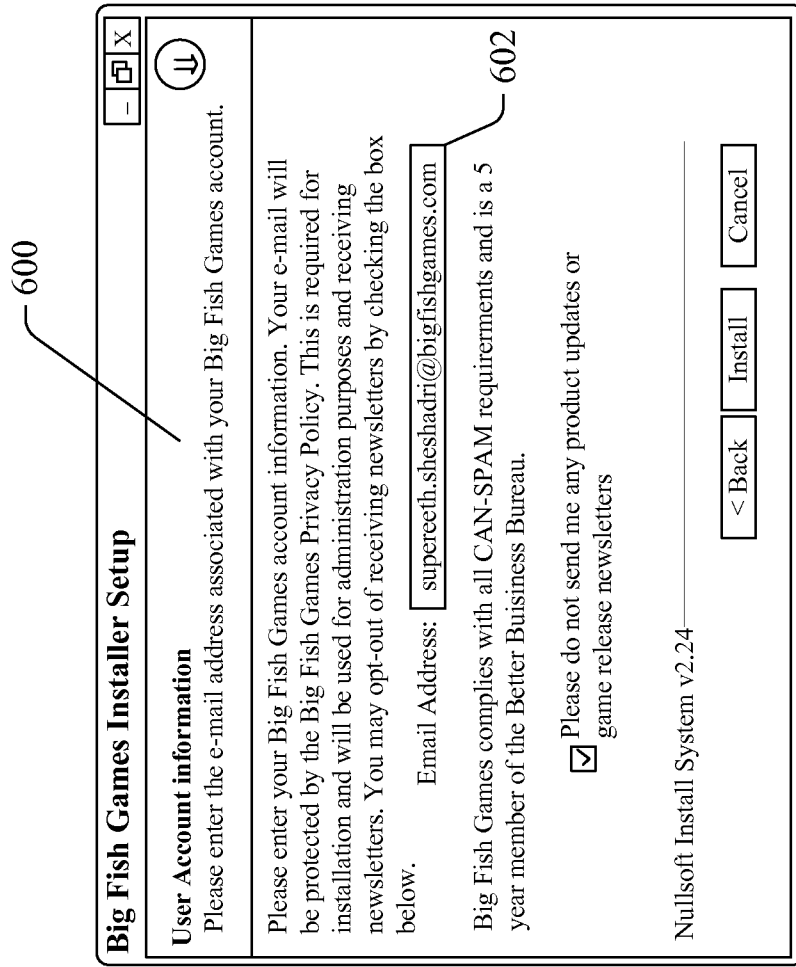 600
Big Fish Games Installer Setup
– X
User Account information
Please enter the e-mail address associated with your Big Fish Games account.
Please enter your Big Fish Games account information. Your e-mail will
be protected by the Big Fish Games Privacy Policy. This is required for
installation and will be used for administration purposes and receiving
newsletters. You may opt-out of receiving newsletters by checking the box
below.
Email Address: supereeth.sheshadri@bigfishgames.com
602
Big Fish Games complies with all CAN-SPAM requirerments and is a 5
year member of the Better Buisiness Bureau.
Please do not send me any product updates or
game release newsletters
Nullsoft Install System v2.24
< Back Install Cancel